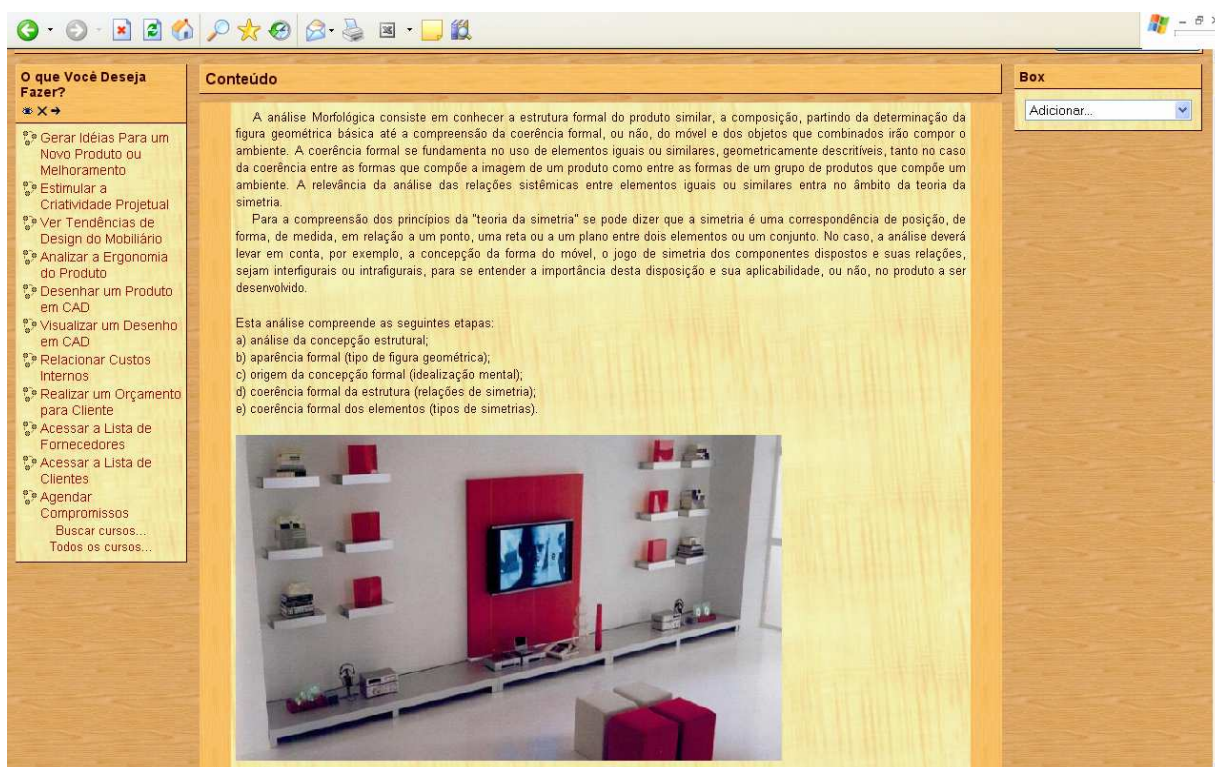 O que Você Deseja
Fazer?
Gerar Idéias Para um
Novo Produto ou
Melhoramento
Estimular a
Criatividade Projetual
Ver Tendências de
Design do Mobiliário
Analizar a Ergonomia
do Produto
Desenhar um Produto
em CAD
Visualizar um Desenho
em CAD
Relacionar Custos
Internos
Realizar um Orçamento
para Cliente
Acessar a Lista de
Fornecedores
Acessar a Lista de
Clientes
Agendar
Compromissos
Buscar cursos...
Todos os cursos...
Conteúdo
A análise Morfológica consiste em conhecer a estrutura formal do produto similar, a composição, partindo da determinação da
figura geométrica básica até a compreensão da coerência formal, ou não, do móvel e dos objetos que combinados irão compor o
ambiente. A coerência formal se fundamenta no uso de elementos iguais ou similares, geometricamente descritíveis, tanto no caso
da coerência entre as formas que compõe a imagem de um produto como entre as formas de um grupo de produtos que compõe um
ambiente. A relevância da análise das relações sistêmicas entre elementos iguais ou similares entra no âmbito da teoria da
simetria.
Para a compreensão dos princípios da "teoria da simetria" se pode dizer que a simetria é uma correspondência de posição, de
forma, de medida, em relação a um ponto, uma reta ou a um plano entre dois elementos ou um conjunto. No caso, a análise deverá
levar em conta, por exemplo, a concepção da forma do móvel, o jogo de simetria dos componentes dispostos e suas relações,
sejam interfigurais ou intrafigurais, para se entender a importância desta disposição e sua aplicabilidade, ou não, no produto a ser
desenvolvido.
Esta análise compreende as seguintes etapas:
a) análise da concepção estrutural;
b) aparência formal (tipo de figura geométrica);
c) origem da concepção formal (idealização mental);
d) coerência formal da estrutura (relações de simetria);
e) coerência formal dos elementos (tipos de simetrias).
Box
Adicionar...